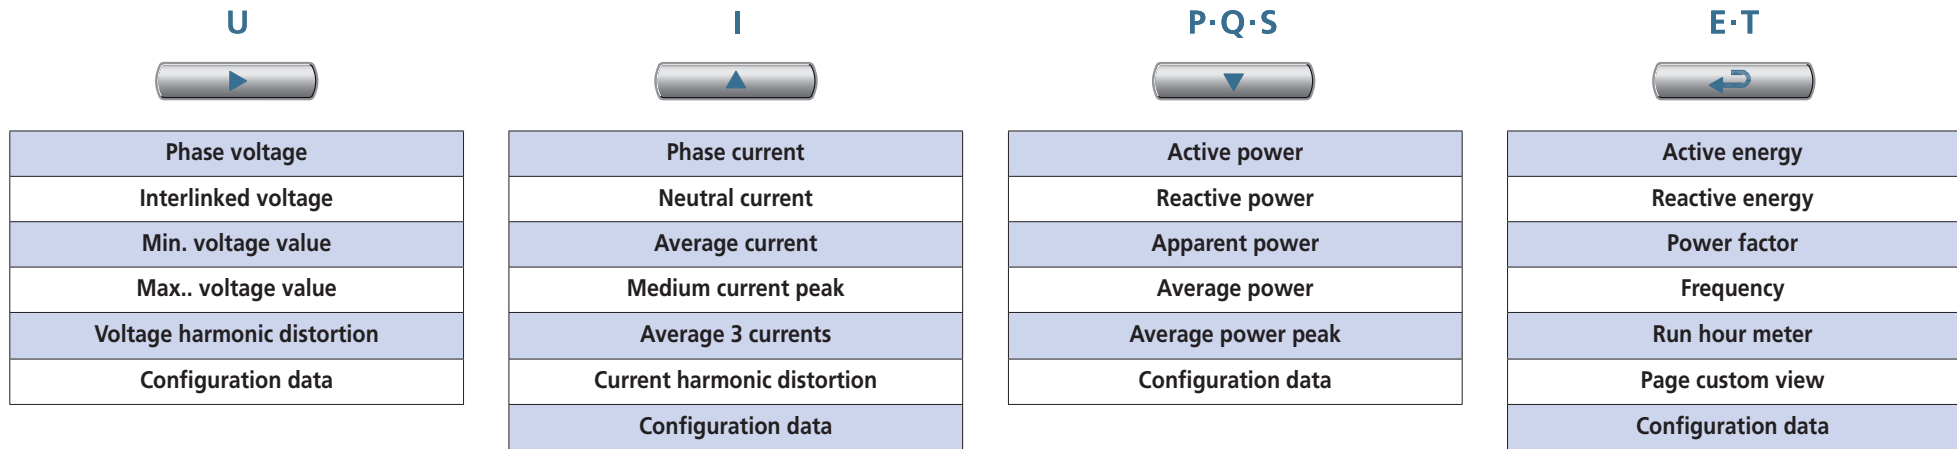 U
Phase voltage
Interlinked voltage
Min. voltage value
Max.. voltage value
Voltage harmonic distortion
Configuration data
I
Phase current
Neutral current
Average current
Medium current peak
Average 3 currents
Current harmonic distortion
Configuration data
P·Q·S
Active power
Reactive power
Apparent power
Average power
Average power peak
Configuration data
E·T
Active energy
Reactive energy
Power factor
Frequency
Run hour meter
Page custom view
Configuration data